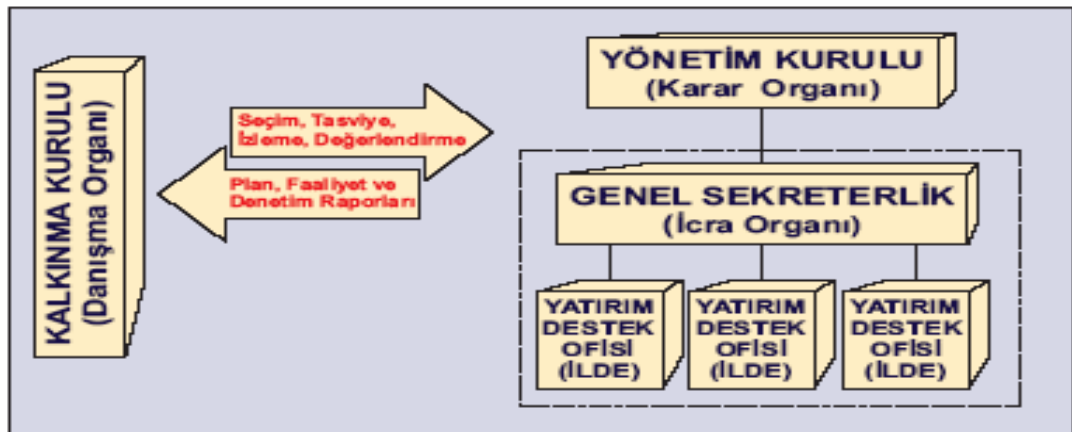 KALKINMA KURULU
(Danışma Organı)
Seçim, Tasviye,
İzleme, Değerlendirme
Plan, Faaliyet ve
Denetim Raporları
YÖNETİM KURULU
(Karar Organı)
GENEL SEKRETERLİK
(İcra Organı)
YATIRIM
DESTEK
OFİSİ
(İLDE)
YATIRIM
DESTEK
OFİSİ
(İLDE)
YATIRIM
DESTEK
OFİSİ
(İLDE)